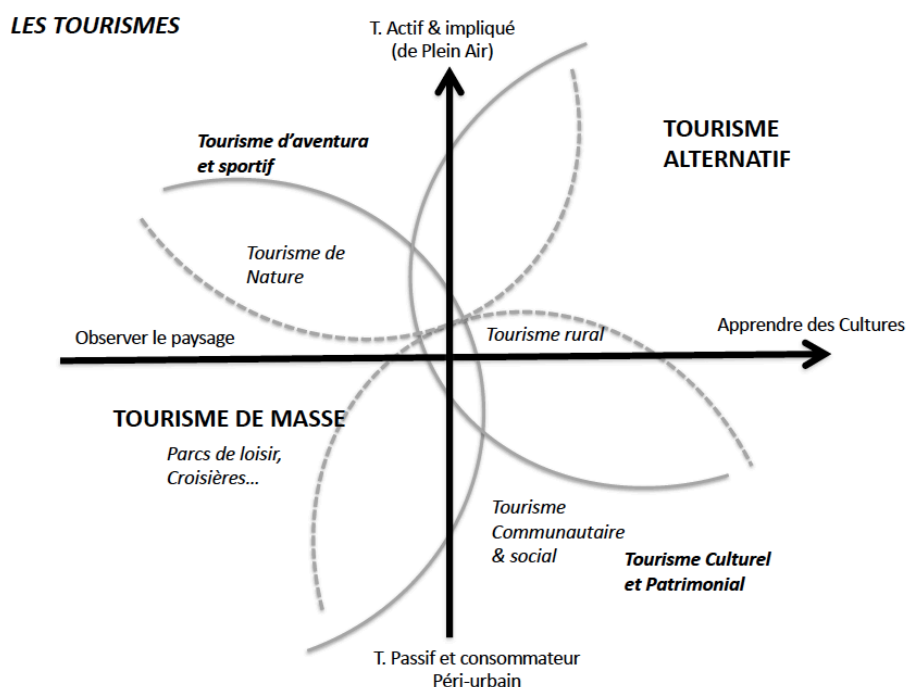 LES TOURISMES
T. Actif & impliqué
(de Plein Air)
Tourisme d'aventura
et sportif
TOURISME
ALTERNATIF
Tourisme de
Nature
Observer le paysage
Tourisme rural
Apprendre des Cultures
TOURISME DE MASSE
Parcs de loisir,
Croisières...
Tourisme
Communautaire
& social
Tourisme Culturel
et Patrimonial
T. Passif et consommateur
Péri-urbain